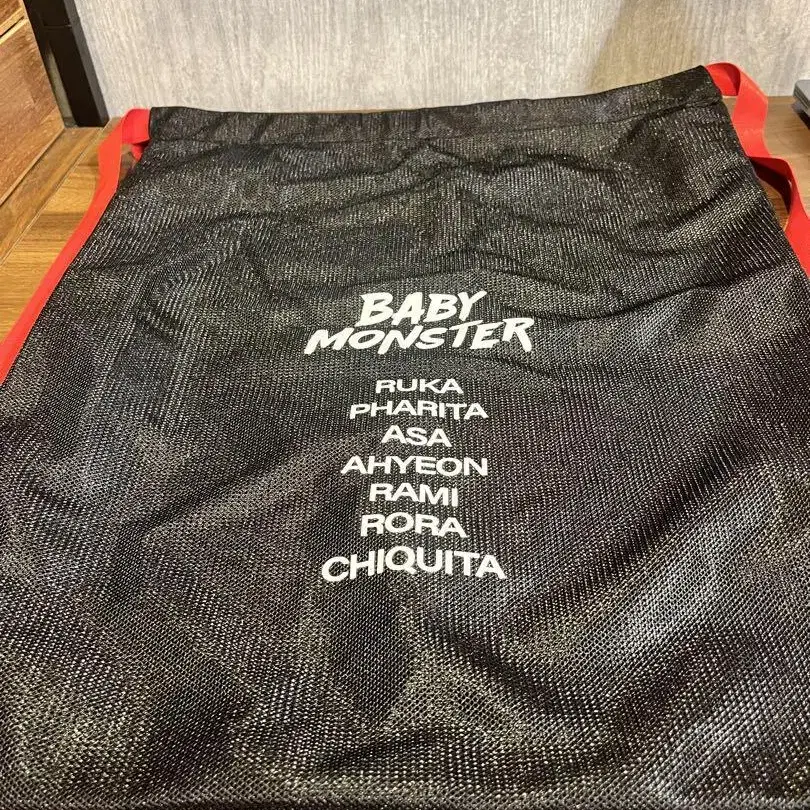 BABY
MONSTER
RUKA
PHARITA
ASA
AHYEON
RAMI
RORA
CHIQUITA